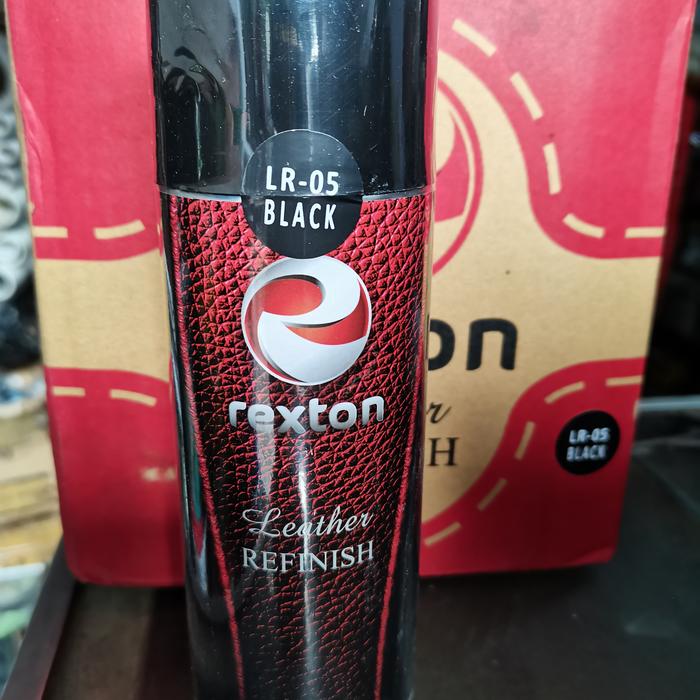 LR-05
BLACK
rexton
Leather
REFINISH
on
r
H
LR-05
BLACK